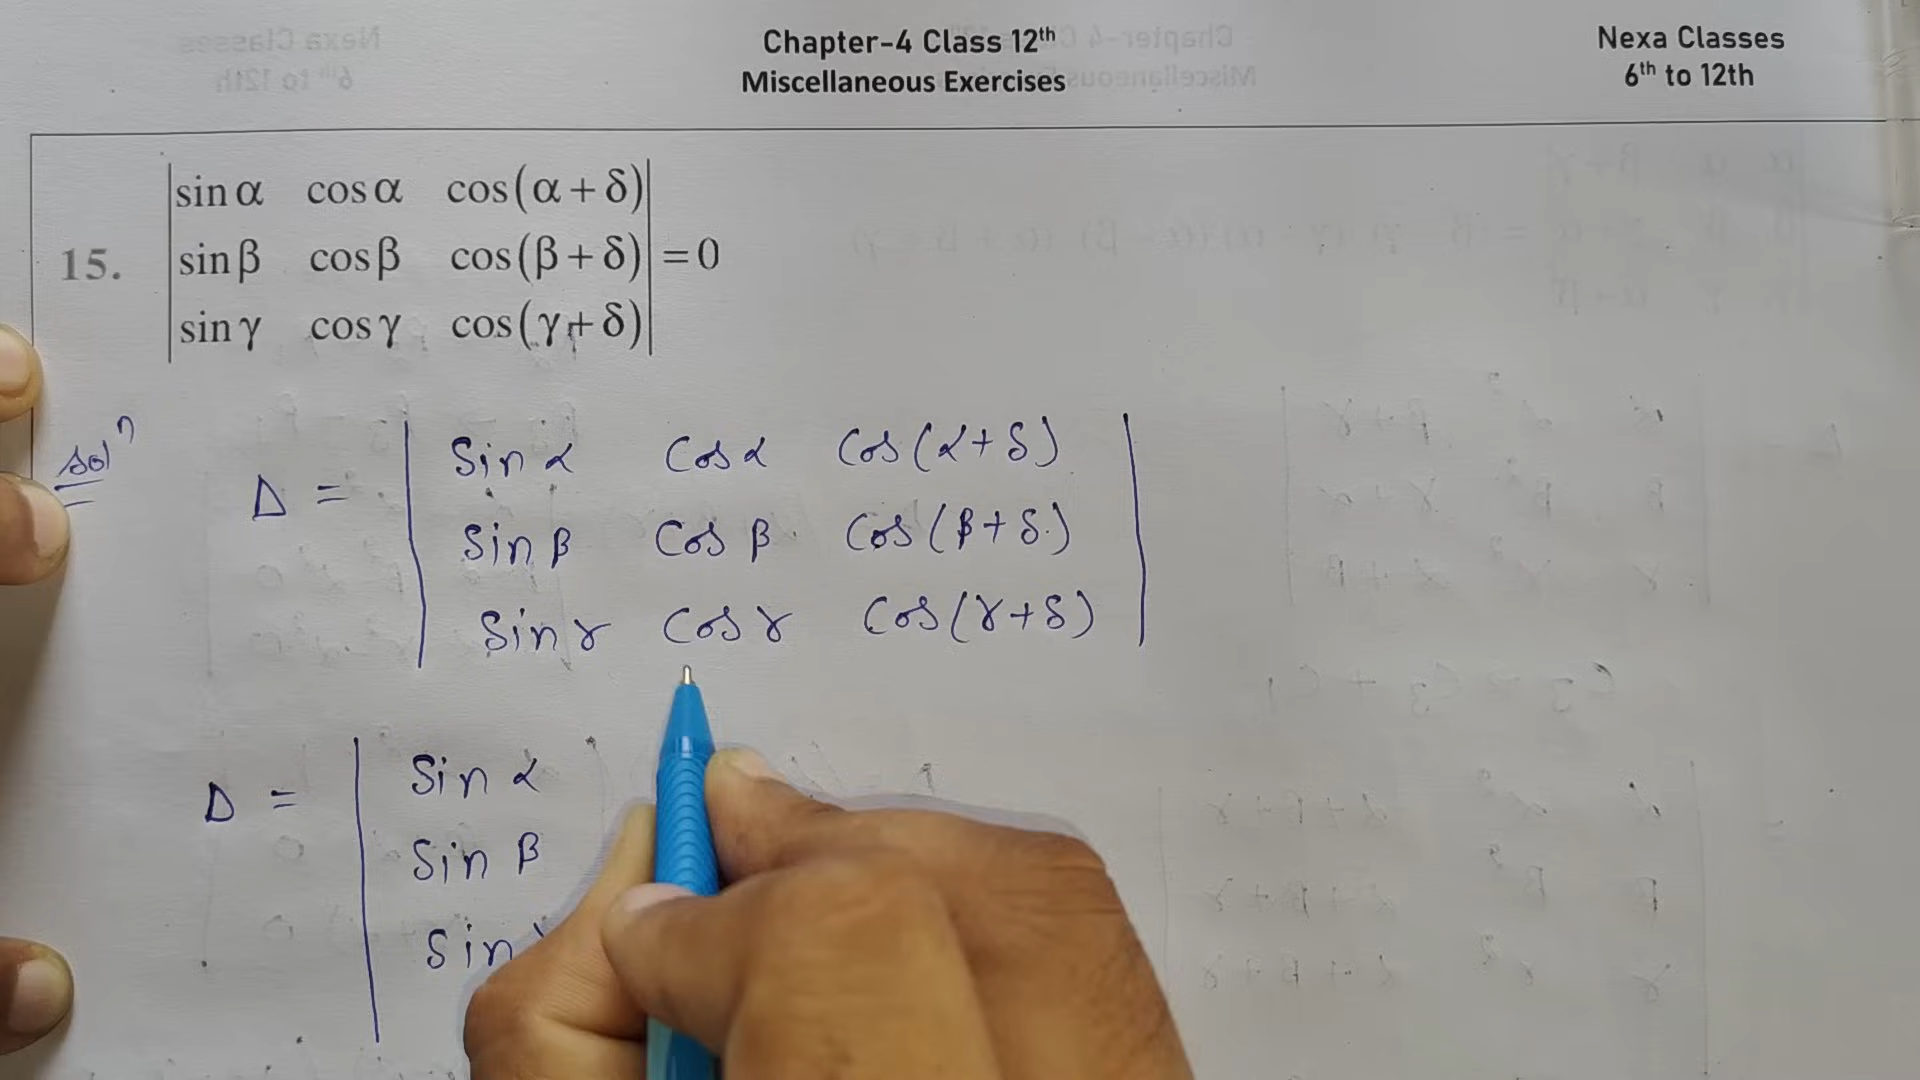 Chapter-4 Class 12th
Miscellaneous Exercises
Nexa Classes
6th to 12th
15.
sin α cos α cos(α + δ)
sin β cos β cos(β + δ) = 0
sin γ cos γ cos(γ + δ)
Solⁿ
Δ =
Sin α Cos α Cos(α + δ)
Sin β Cos β Cos(β + δ)
Sin γ Cos γ Cos(γ + δ)
Δ =
Sin α
Sin β
Sin